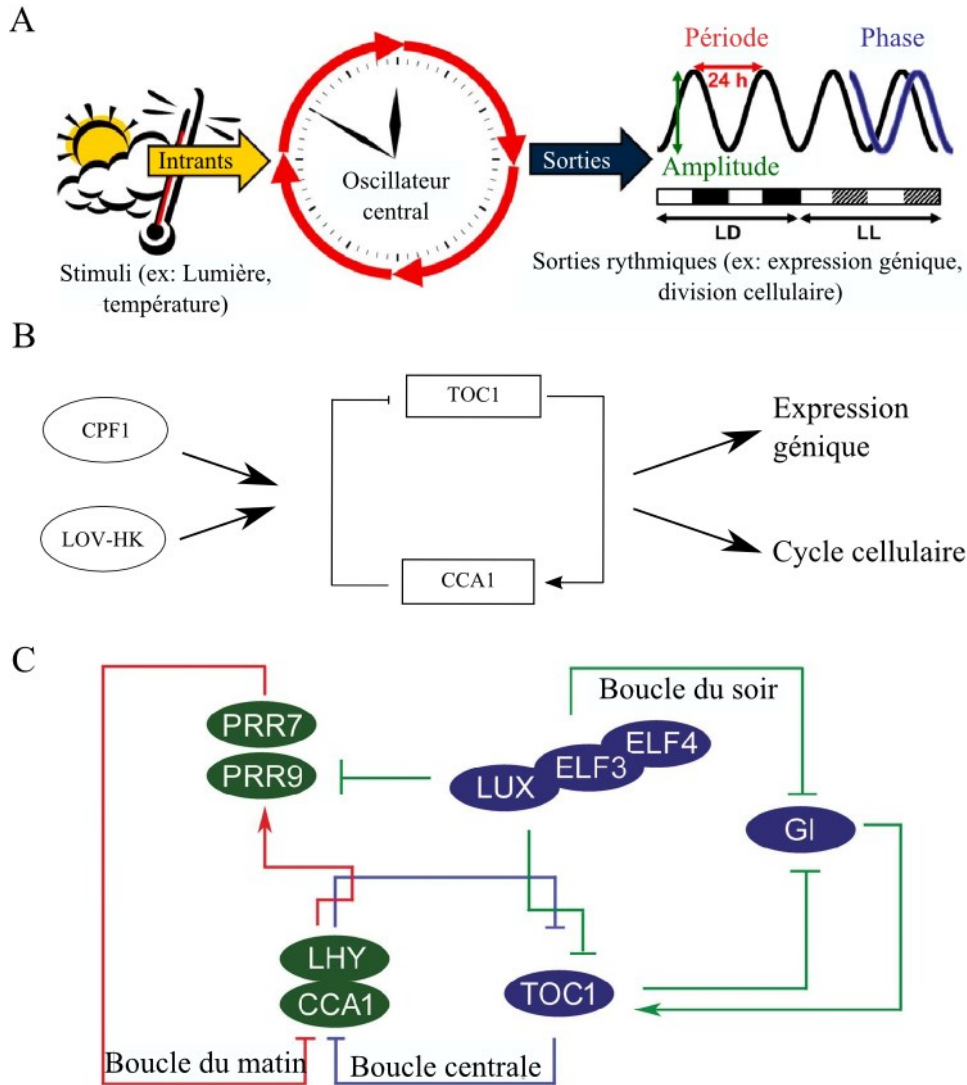 A
Période
Phase
24 h
Intrants
Oscillateur
central
Sorties
Amplitude
LD
LL
Stimuli (ex: Lumière,
température)
Sorties rythmiques (ex: expression génique,
division cellulaire)
B
CPF1
LOV-HK
TOC1
CCA1
Expression
génique
Cycle cellulaire
C
Boucle du soir
PRR7
PRR9
LUX
ELF3
ELF4
GI
LHY
CCA1
TOC1
Boucle du matin
Boucle centrale